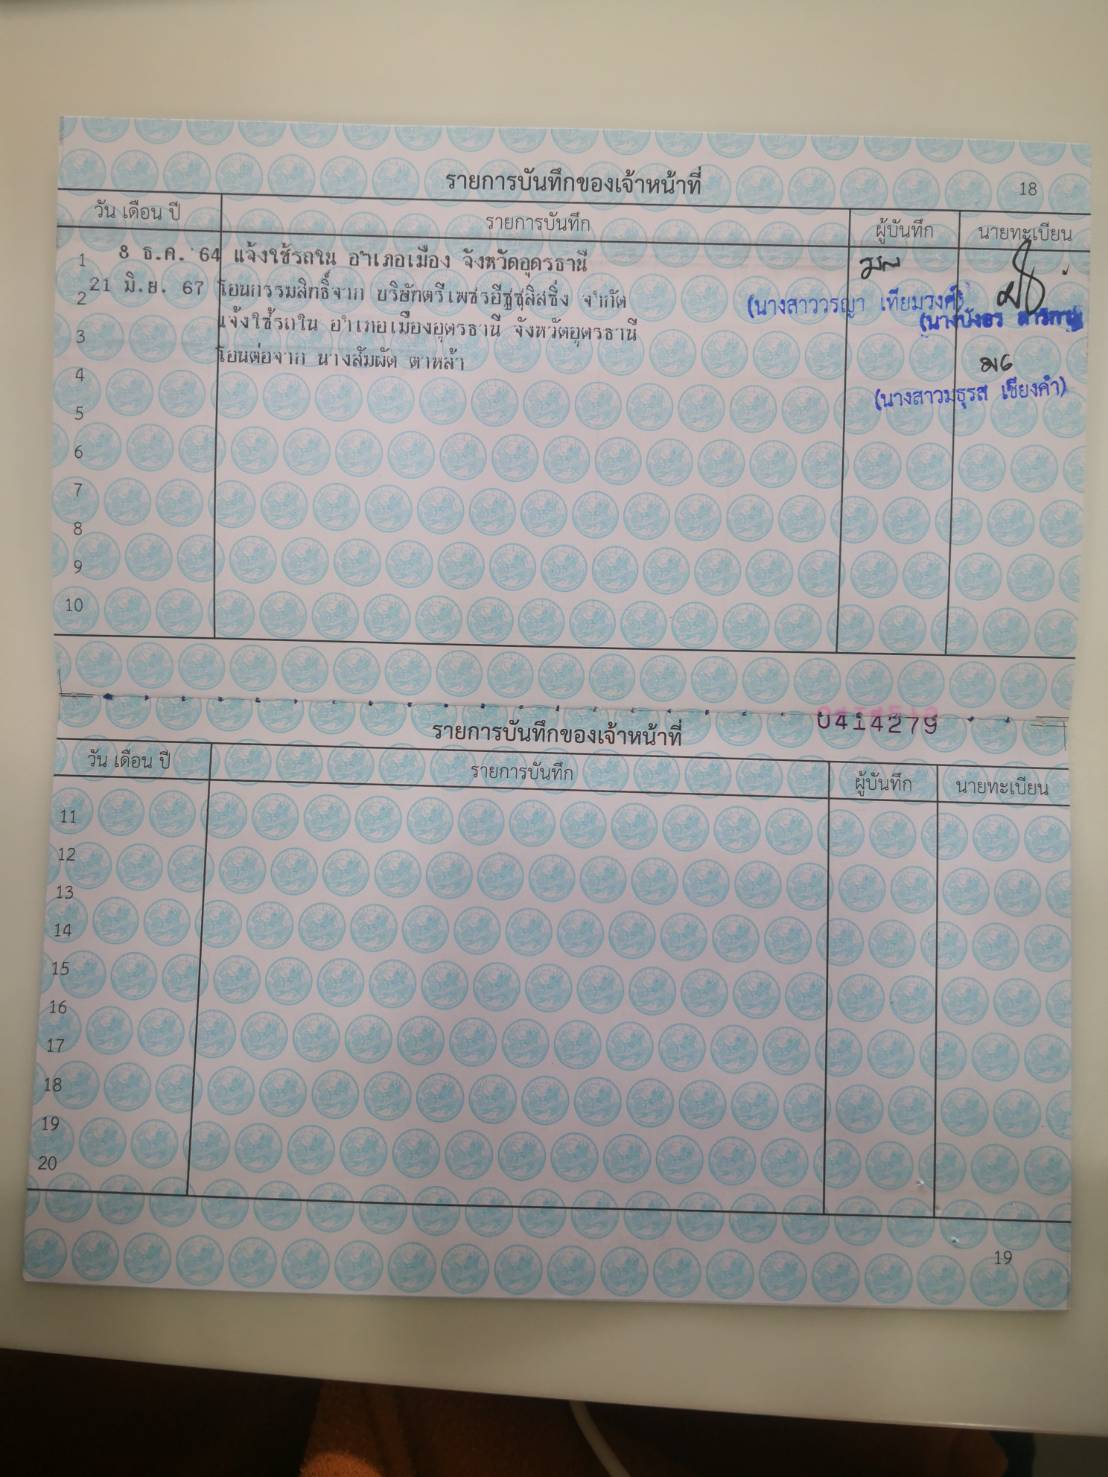 รายการบันทึกของเจ้าหน้าที่
18
วัน เดือน ปี รายการบันทึก ผู้บันทึก นายทะเบียน
1 8 ธ.ค. 64 แจ้งใช้รถใน อำเภอเมือง จังหวัดอุดรธานี
2 21 มิ.ย. 67 โอนกรรมสิทธิ์จาก บริษัทตรีเพชรอีซูซุลิสซิ่ง จำกัด (นางสาววรญา เทียมวงศ์)
(นางบังอร
3 แจ้งใช้รถใน อำเภอเมืองอุดรธานี จังหวัดอุดรธานี
4 โอนต่อจาก นางสัมผัด ตาหล้า
(นางสาวมธุรส เชียงคำ)
5
6
7
8
9
10
0414279
รายการบันทึกของเจ้าหน้าที่
วัน เดือน ปี รายการบันทึก ผู้บันทึก นายทะเบียน
11
12
13
14
15
16
17
18
19
20
19